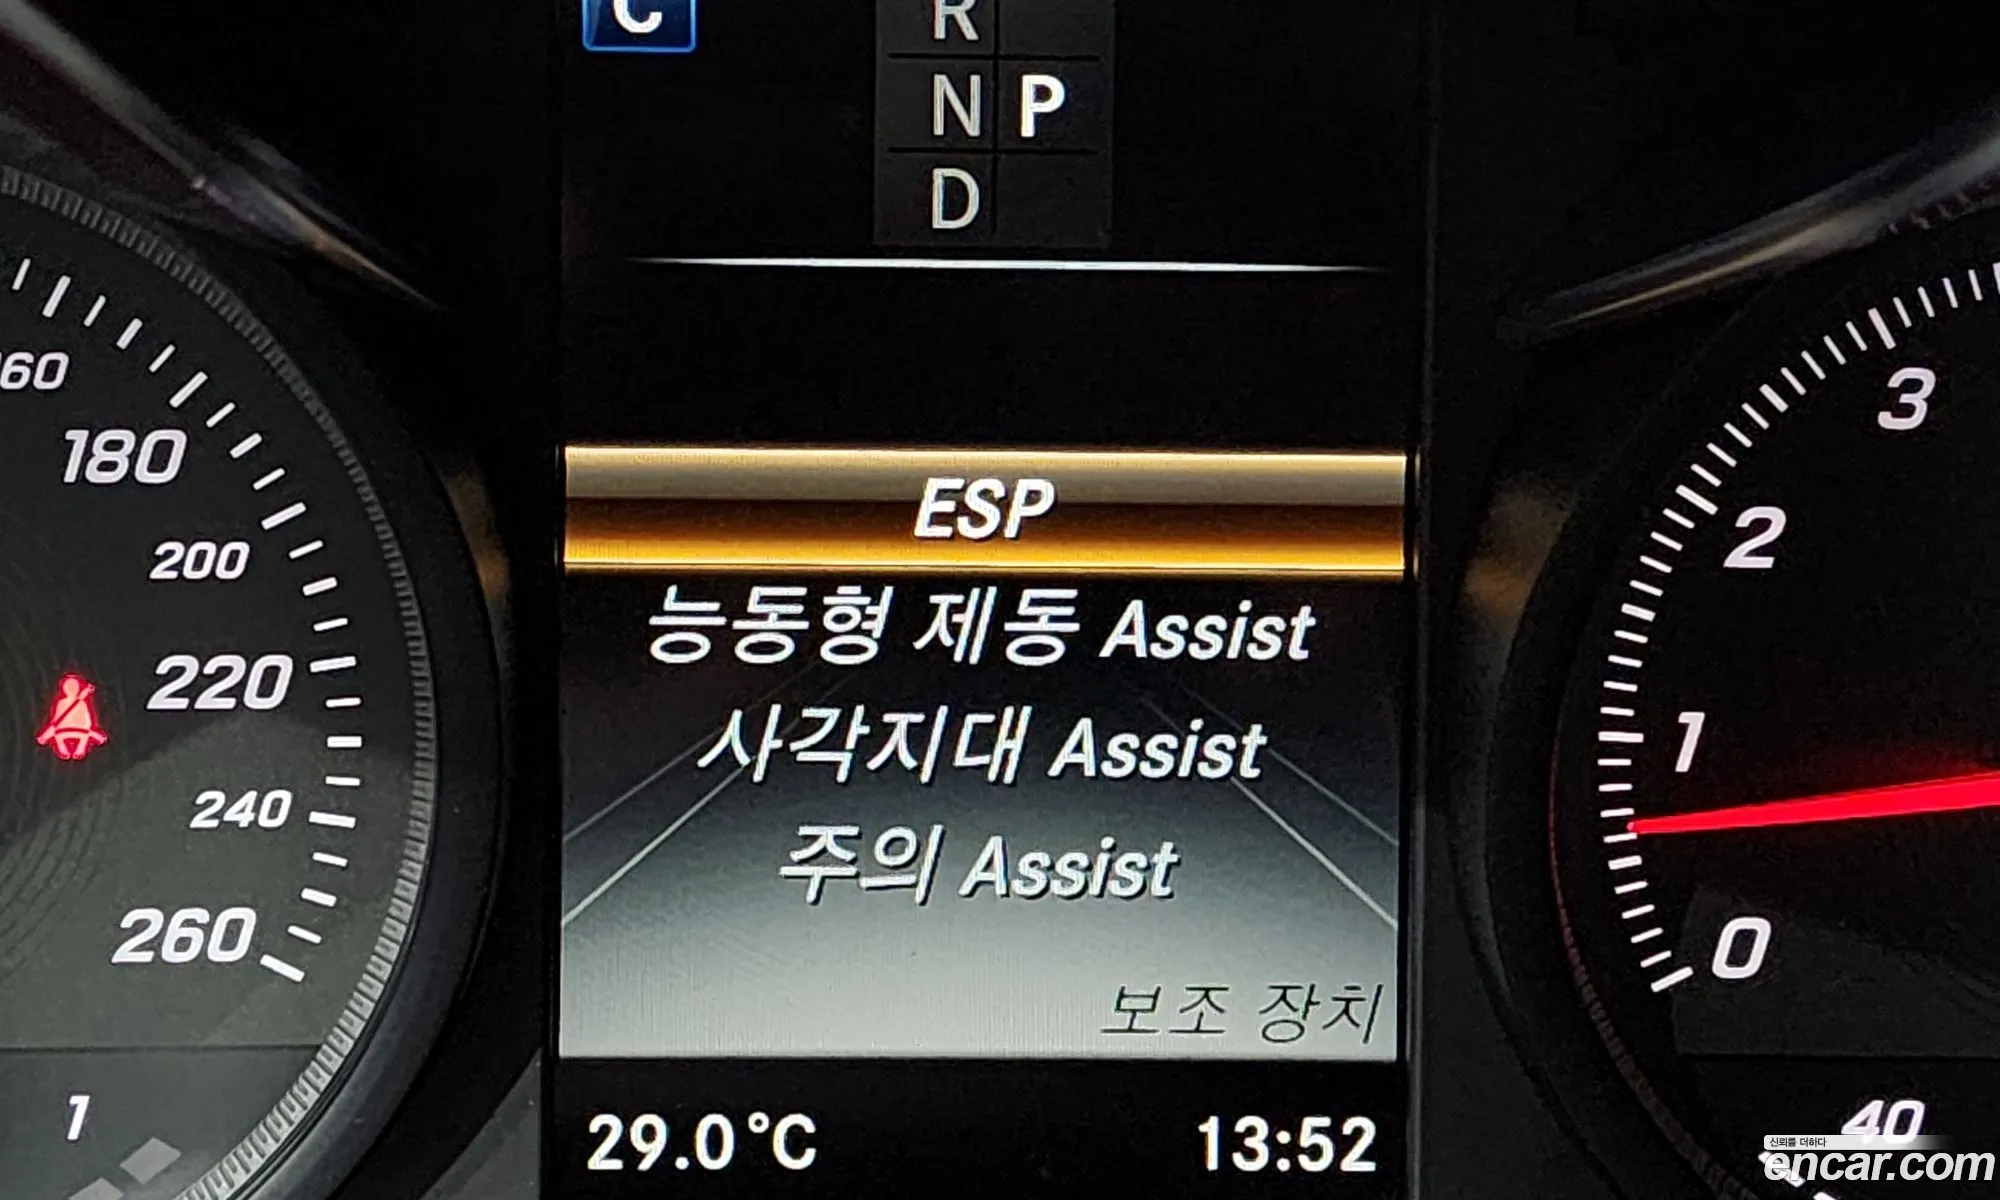 C
R
N P
D
ESP
능동형 제동 Assist
사각지대 Assist
주의 Assist
보조 장치
29.0°C 13:52
180
200
220
240
260
1
3
2
1
0
40
신뢰를 더하다
encar.com